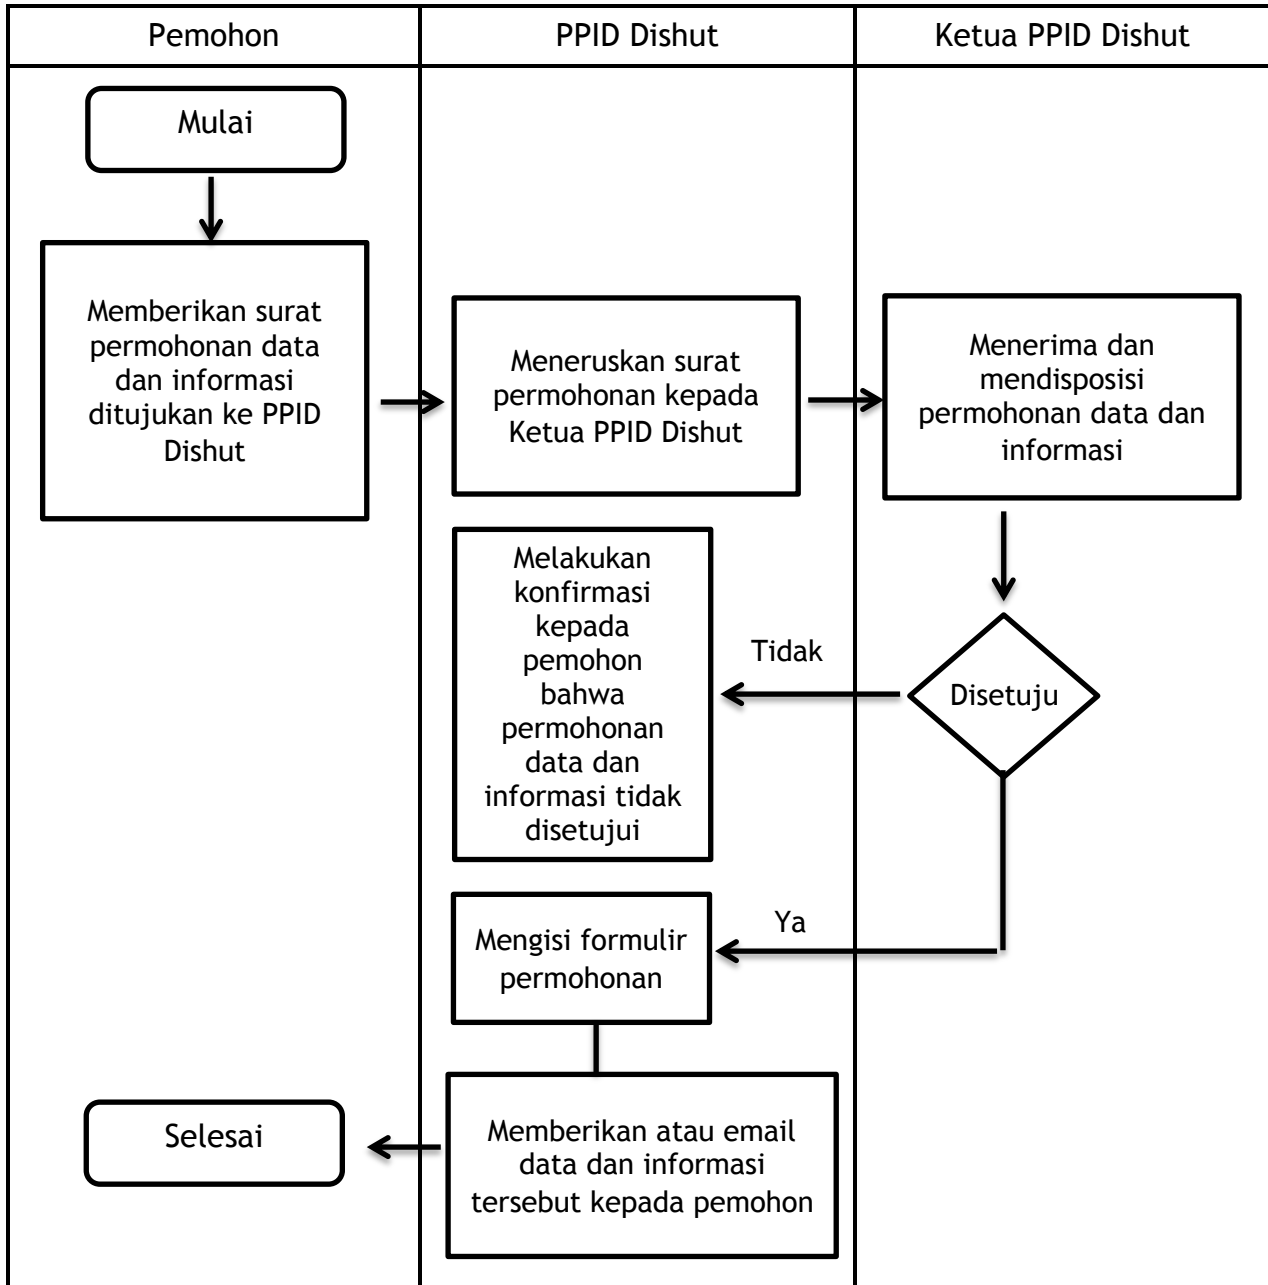 Pemohon
PPID Dishut
Ketua PPID Dishut
Mulai
Memberikan surat
permohonan data
dan informasi
ditujukan ke PPID
Dishut
Meneruskan surat
permohonan kepada
Ketua PPID Dishut
Menerima dan
mendisposisi
permohonan data dan
informasi
Disetuju
Tidak
Melakukan
konfirmasi
kepada
pemohon
bahwa
permohonan
data dan
informasi tidak
disetujui
Ya
Mengisi formulir
permohonan
Memberikan atau email
data dan informasi
tersebut kepada pemohon
Selesai